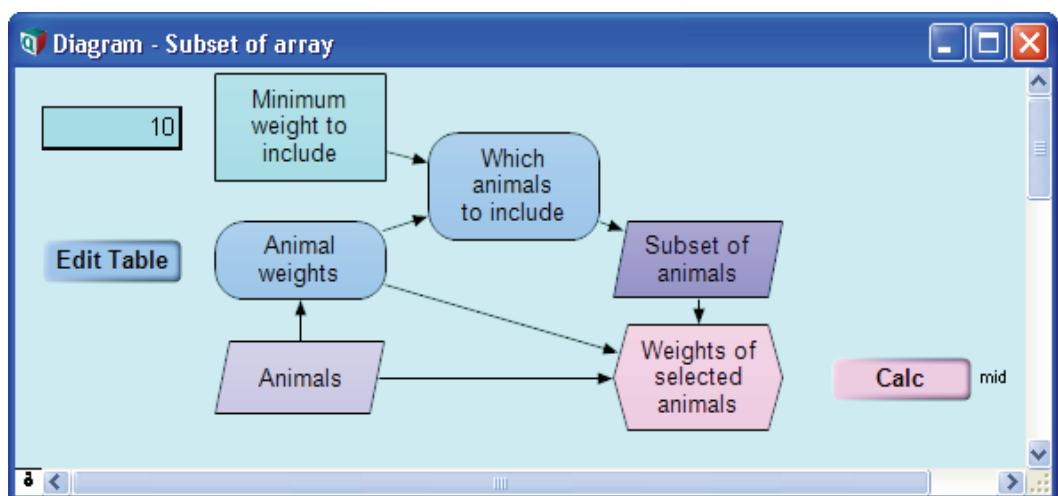 Diagram - Subset of array
10
Minimum
weight to
include
Which
animals
to include
Edit Table
Animal
weights
Subset of
animals
Animals
Weights of
selected
animals
Calc
mid